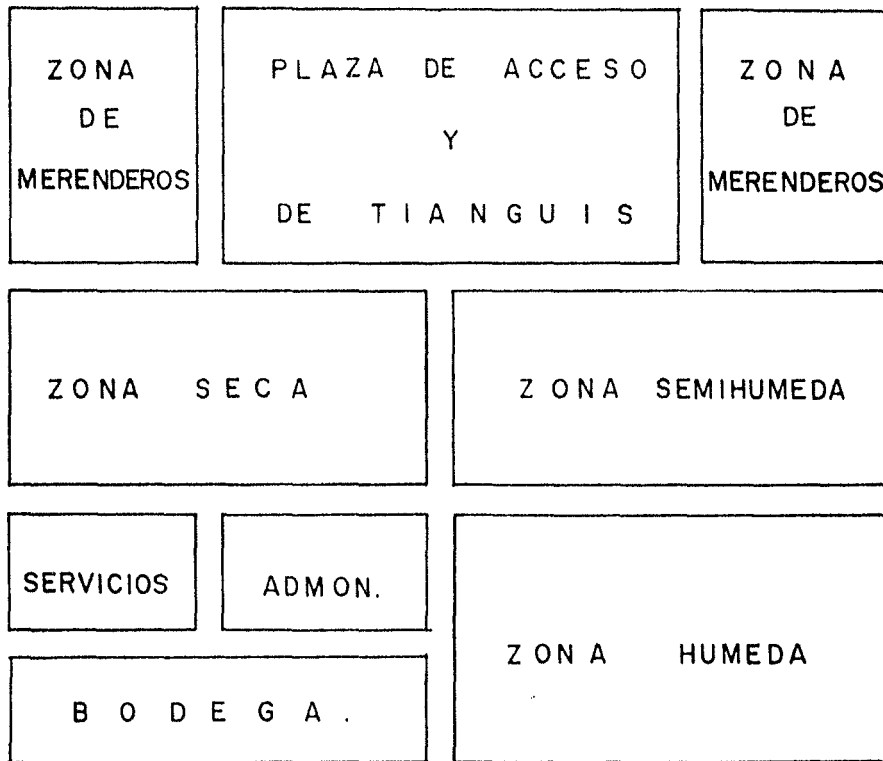 ZONA
DE
MERENDEROS
PLAZA DE ACCESO
Y
DE TIANGUIS
ZONA
DE
MERENDEROS
ZONA SECA
ZONA SEMIHUMEDA
SERVICIOS
ADMON.
ZONA HUMEDA
BODEGA.